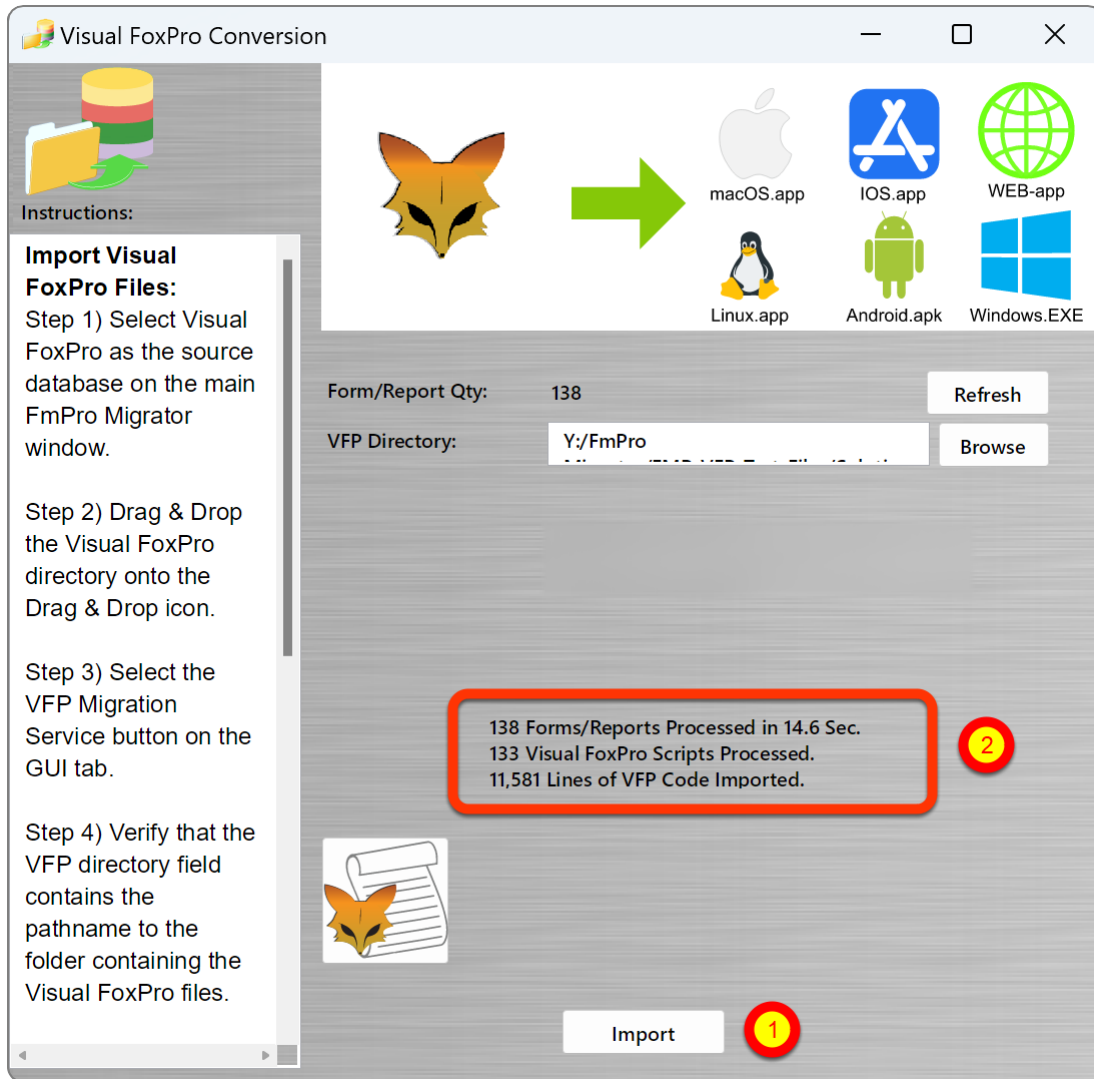 Visual FoxPro Conversion
Instructions:
Import Visual
FoxPro Files:
Step 1) Select Visual
FoxPro as the source
database on the main
FmPro Migrator
window.
Step 2) Drag & Drop
the Visual FoxPro
directory onto the
Drag & Drop icon.
Step 3) Select the
VFP Migration
Service button on the
GUI tab.
Step 4) Verify that the
VFP directory field
contains the
pathname to the
folder containing the
Visual FoxPro files.
macOS.app
IOS.app
WEB-app
Linux.app
Android.apk
Windows.EXE
Form/Report Qty:
138
Refresh
VFP Directory:
Y:/FmPro
Browse
138 Forms/Reports Processed in 14.6 Sec.
133 Visual FoxPro Scripts Processed.
11,581 Lines of VFP Code Imported.
2
Import
1